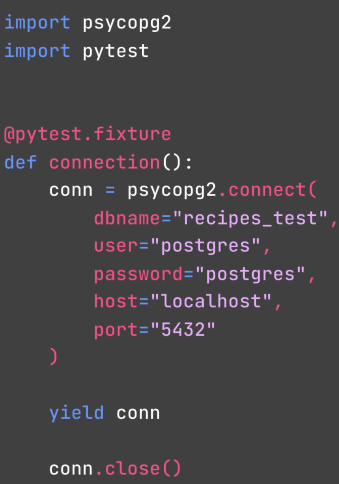 import psycopg2
import pytest
@pytest.fixture
def connection():
    conn = psycopg2.connect(
        dbname="recipes_test",
        user="postgres",
        password="postgres",
        host="localhost",
        port="5432"
    )
    yield conn
    conn.close()